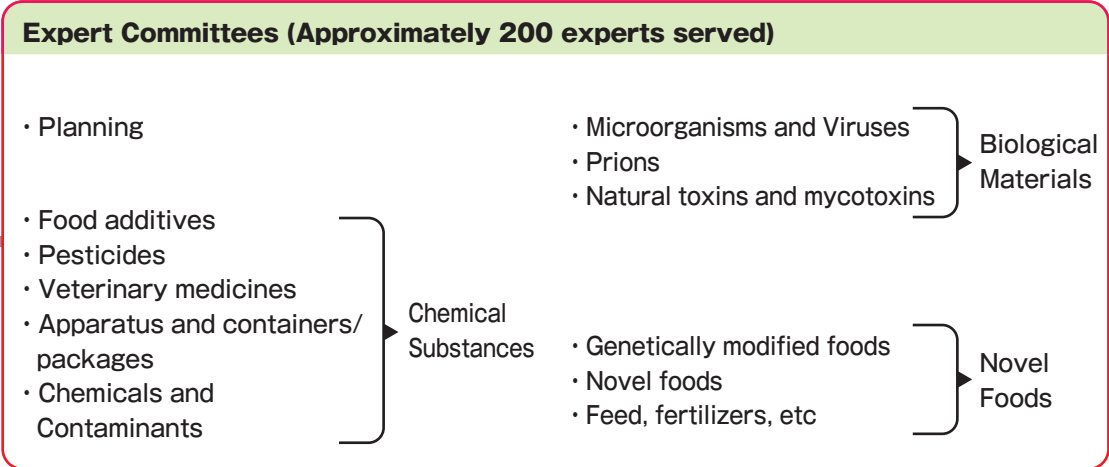 Expert Committees (Approximately 200 experts served)
・Planning
・Food additives
・Pesticides
・Veterinary medicines
・Apparatus and containers/
packages
・Chemicals and
Contaminants
Chemical
Substances
・Microorganisms and Viruses
・Prions
・Natural toxins and mycotoxins
Biological
Materials
・Genetically modified foods
・Novel foods
・Feed, fertilizers, etc
Novel
Foods